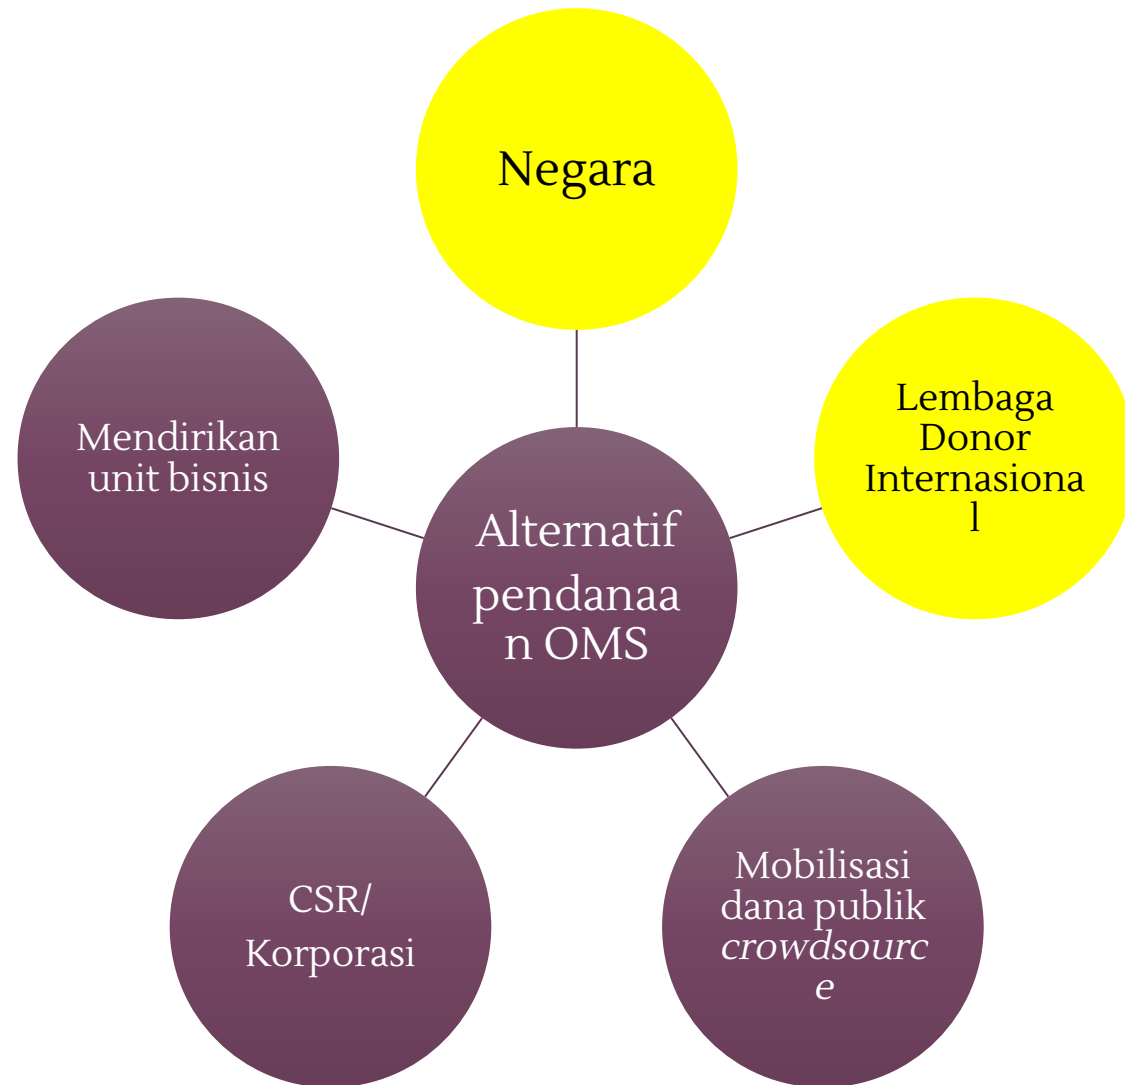 Negara
Mendirikan
unit bisnis
Lembaga
Donor
Internasiona
l
Alternatif
pendanaa
n OMS
CSR/
Korporasi
Mobilisasi
dana publik
crowdsourc
e